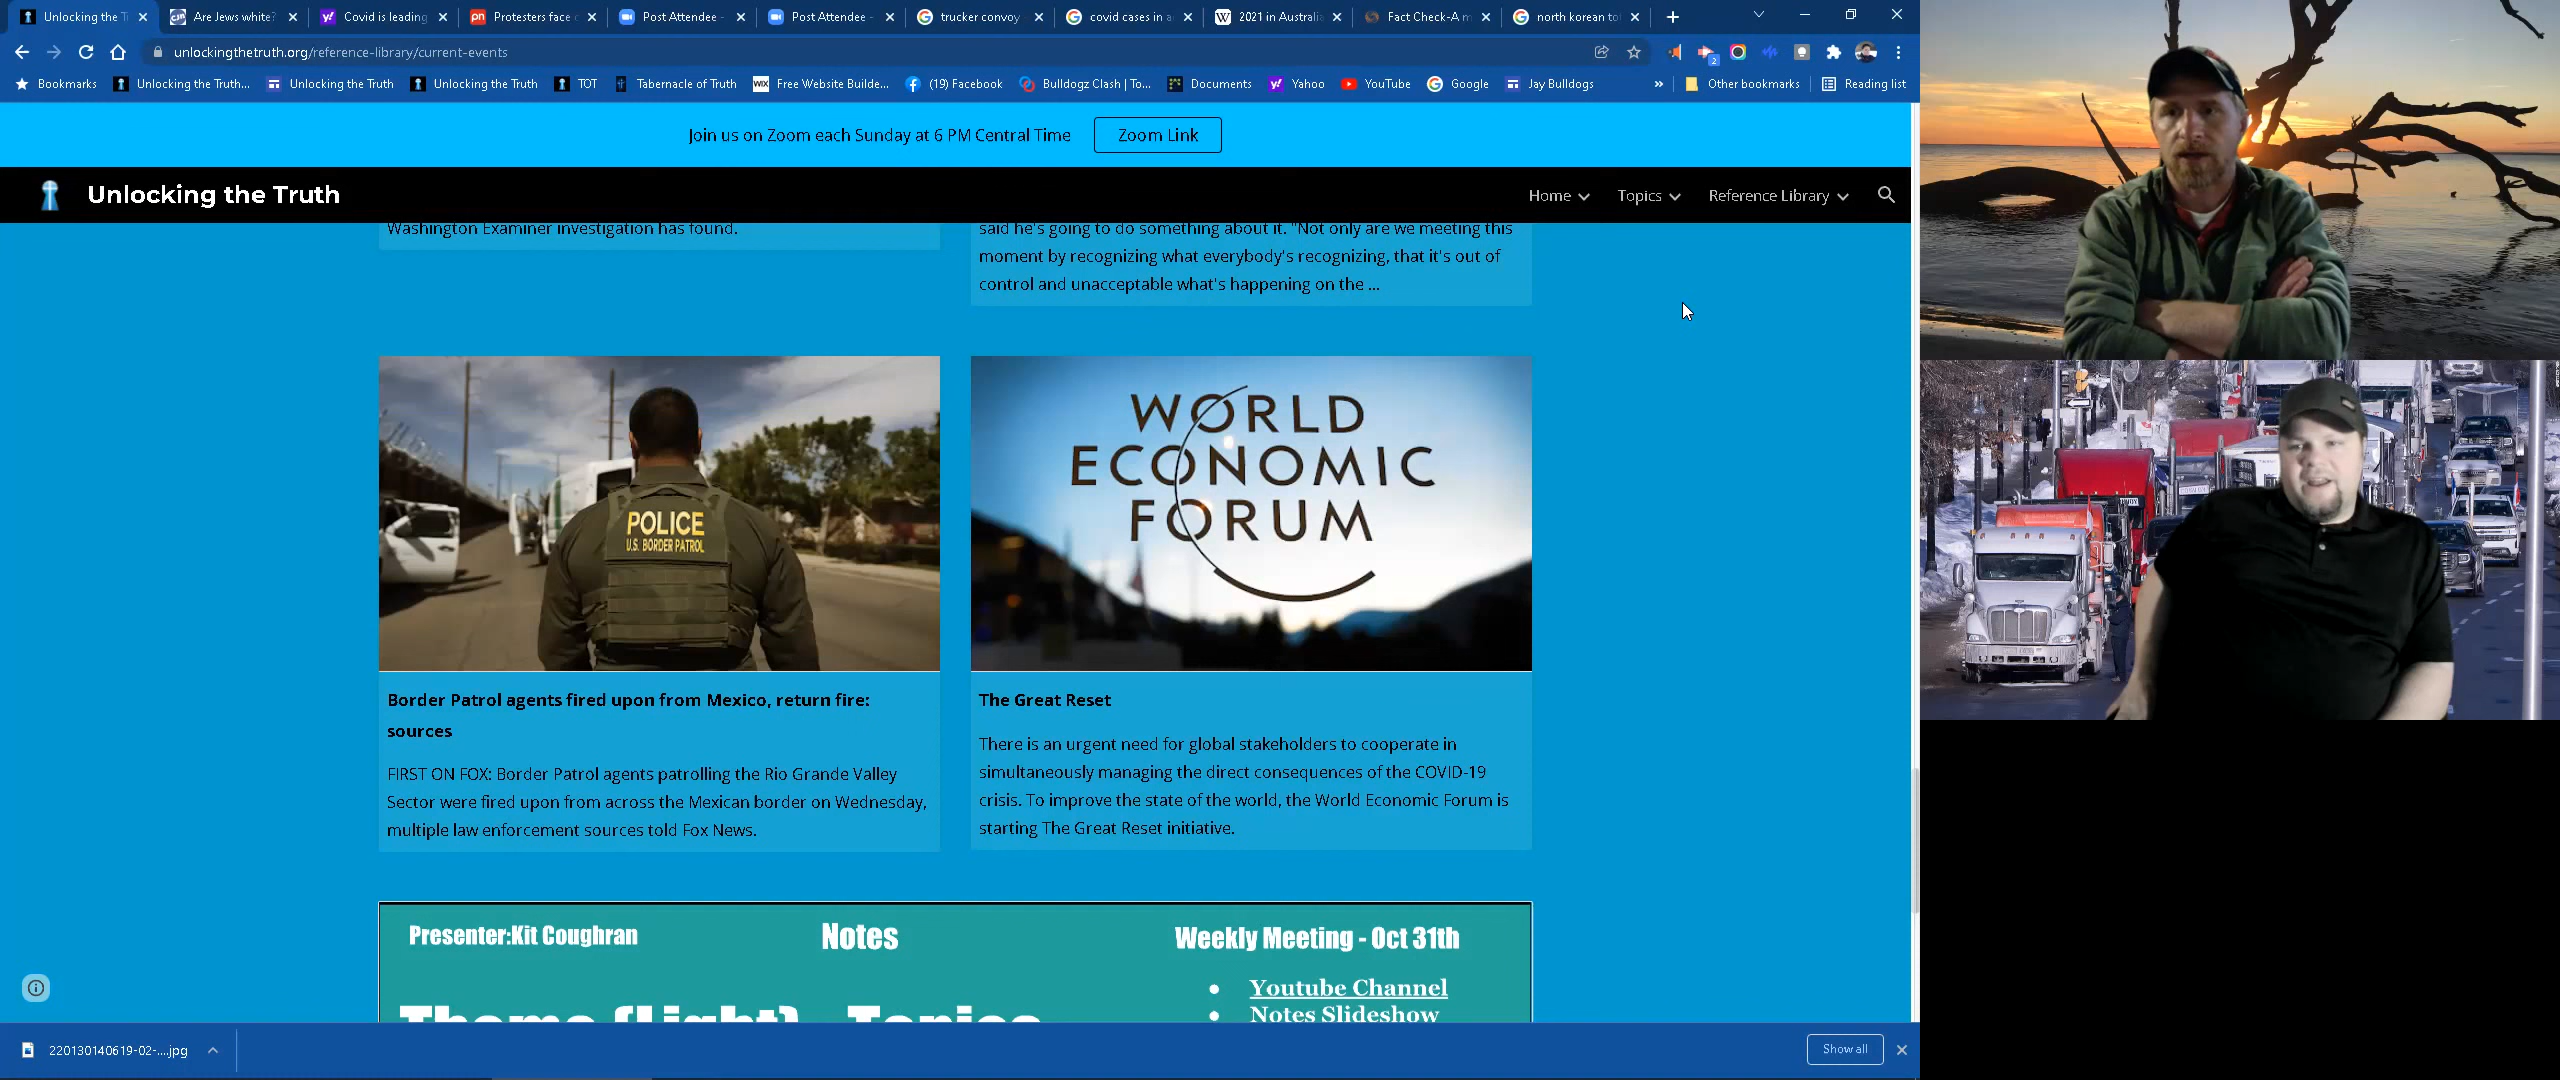 Unlocking the T
Are Jews white?
Covid is leading
Protesters face c
Post Attendee -
Post Attendee -
trucker convoy
covid cases in a
2021 in Australia
Fact Check-A m
north korean to
unlockingthetruth.org/reference-library/current-events
2
Bookmarks
Unlocking the Truth...
Unlocking the Truth
Unlocking the Truth
TOT
Tabernacle of Truth
WIX Free Website Builde...
(19) Facebook
Bulldogz Clash | To...
Documents
Yahoo
YouTube
Google
Jay Bulldogs
»
Other bookmarks
Reading list
Join us on Zoom each Sunday at 6 PM Central Time
Zoom Link
Unlocking the Truth
Home
Topics
Reference Library
Washington Examiner investigation has found.
said he's going to do something about it. "Not only are we meeting this
moment by recognizing what everybody's recognizing, that it's out of
control and unacceptable what's happening on the ...
POLICE
U.S. BORDER PATROL
WORLD
ECONOMIC
FORUM
Border Patrol agents fired upon from Mexico, return fire:
sources
FIRST ON FOX: Border Patrol agents patrolling the Rio Grande Valley
Sector were fired upon from across the Mexican border on Wednesday,
multiple law enforcement sources told Fox News.
The Great Reset
There is an urgent need for global stakeholders to cooperate in
simultaneously managing the direct consequences of the COVID-19
crisis. To improve the state of the world, the World Economic Forum is
starting The Great Reset initiative.
Presenter:Kit Coughran
Notes
Weekly Meeting - Oct 31th
• Youtube Channel
• Notes Slideshow
Theme (Light) - Topics
220130140619-02-....jpg
Show all